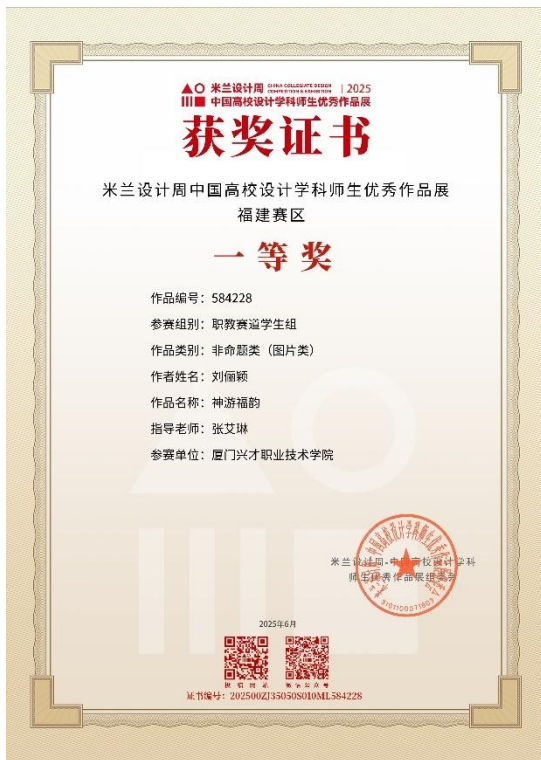 米兰设计周 CHINA COLLEGIATE DESIGN COMPETITION & EXHIBITION | 2025
中国高校设计学科师生优秀作品展
获奖证书
米兰设计周中国高校设计学科师生优秀作品展
福建赛区
一等奖
作品编号：584228
参赛组别：职教赛道学生组
作品类别：非命题类（图片类）
作者姓名：刘俪颖
作品名称：神游福韵
指导老师：张艾琳
参赛单位：厦门兴才职业技术学院
米兰设计周-中国高校设计学科
师生优秀作品展组委会
3101100071803
2025年6月
微信公众号
证书编号：202500ZJ35050S010ML584228